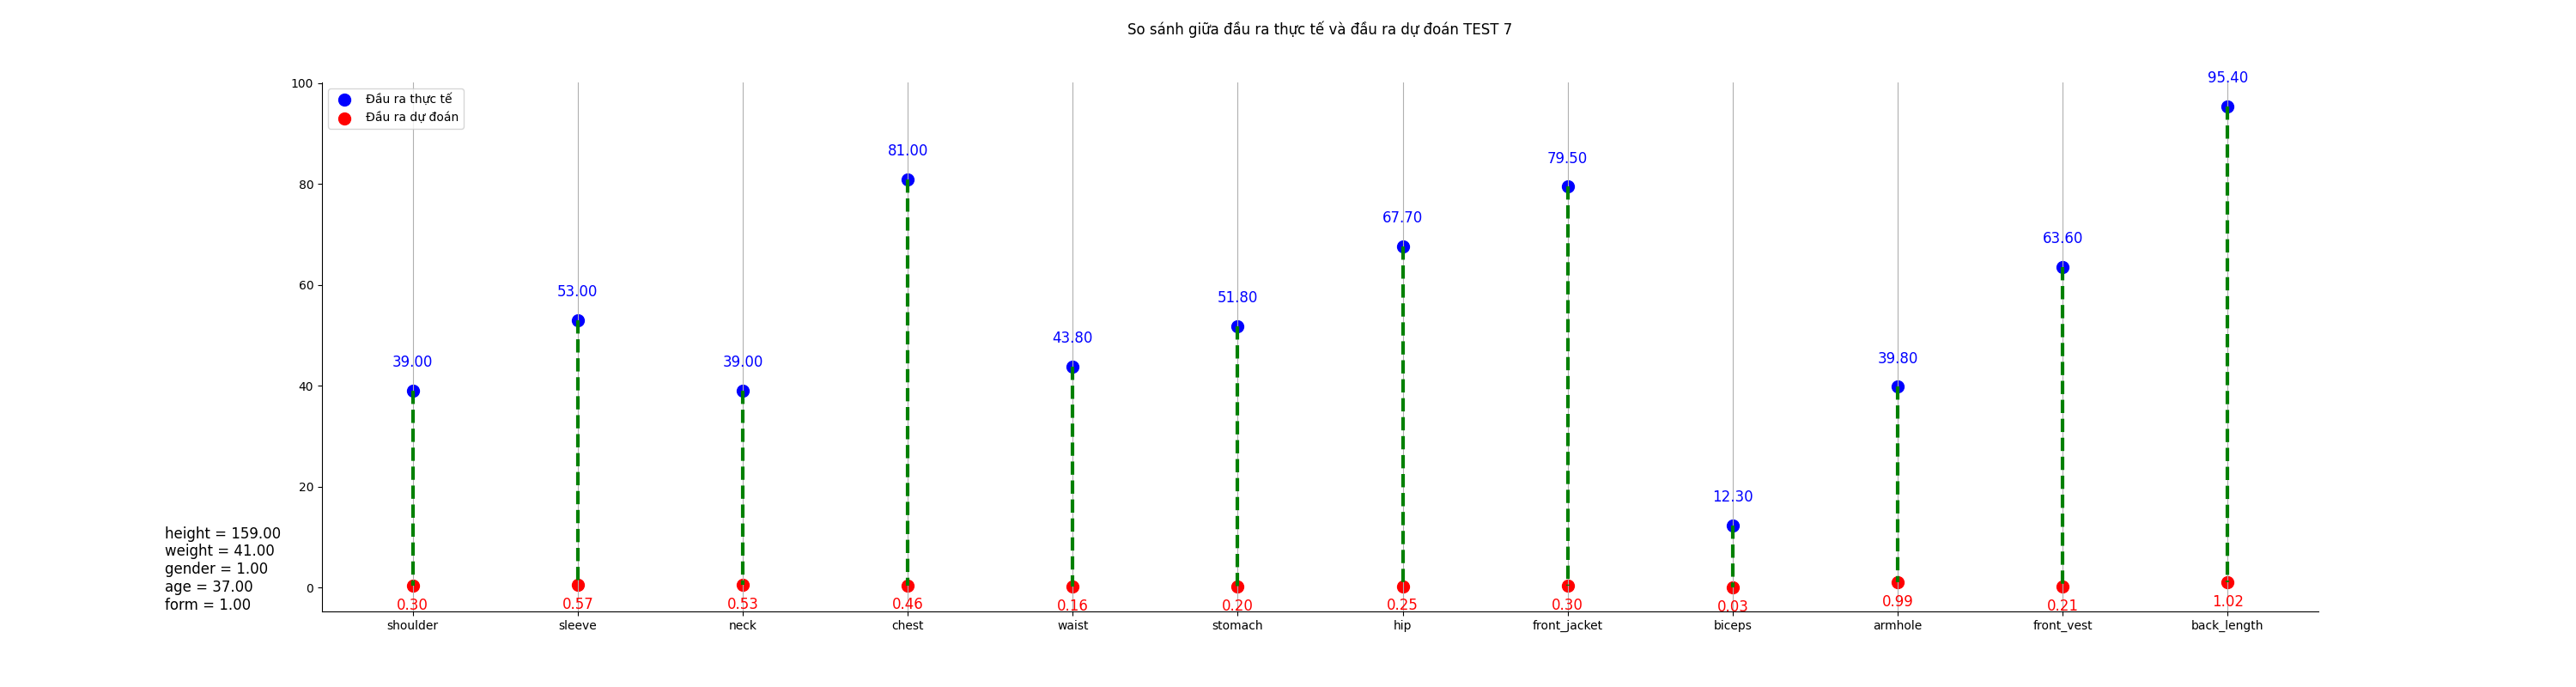 So sánh giữa đầu ra thực tế và đầu ra dự đoán TEST 7
100
80
60
40
20
0
Đầu ra thực tế
Đầu ra dự đoán
39.00
53.00
39.00
81.00
43.80
51.80
67.70
79.50
12.30
39.80
63.60
95.40
0.30
0.57
0.53
0.46
0.16
0.20
0.25
0.30
0.03
0.99
0.21
1.02
height = 159.00
weight = 41.00
gender = 1.00
age = 37.00
form = 1.00
shoulder
sleeve
neck
chest
waist
stomach
hip
front_jacket
biceps
armhole
front_vest
back_length